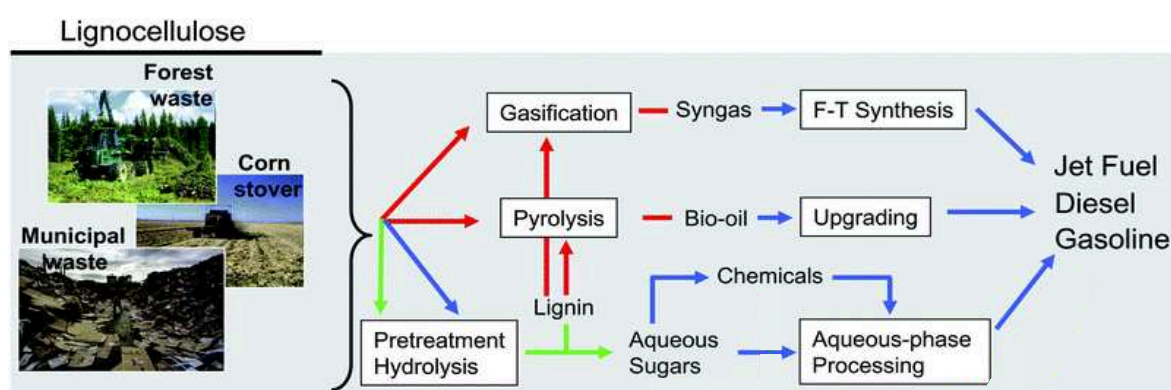 Lignocellulose
Forest
waste
Corn
stover
Municipal
waste
Gasification
Syngas
F-T Synthesis
Jet Fuel
Diesel
Gasoline
Pyrolysis
Bio-oil
Upgrading
Chemicals
Lignin
Pretreatment
Hydrolysis
Aqueous
Sugars
Aqueous-phase
Processing